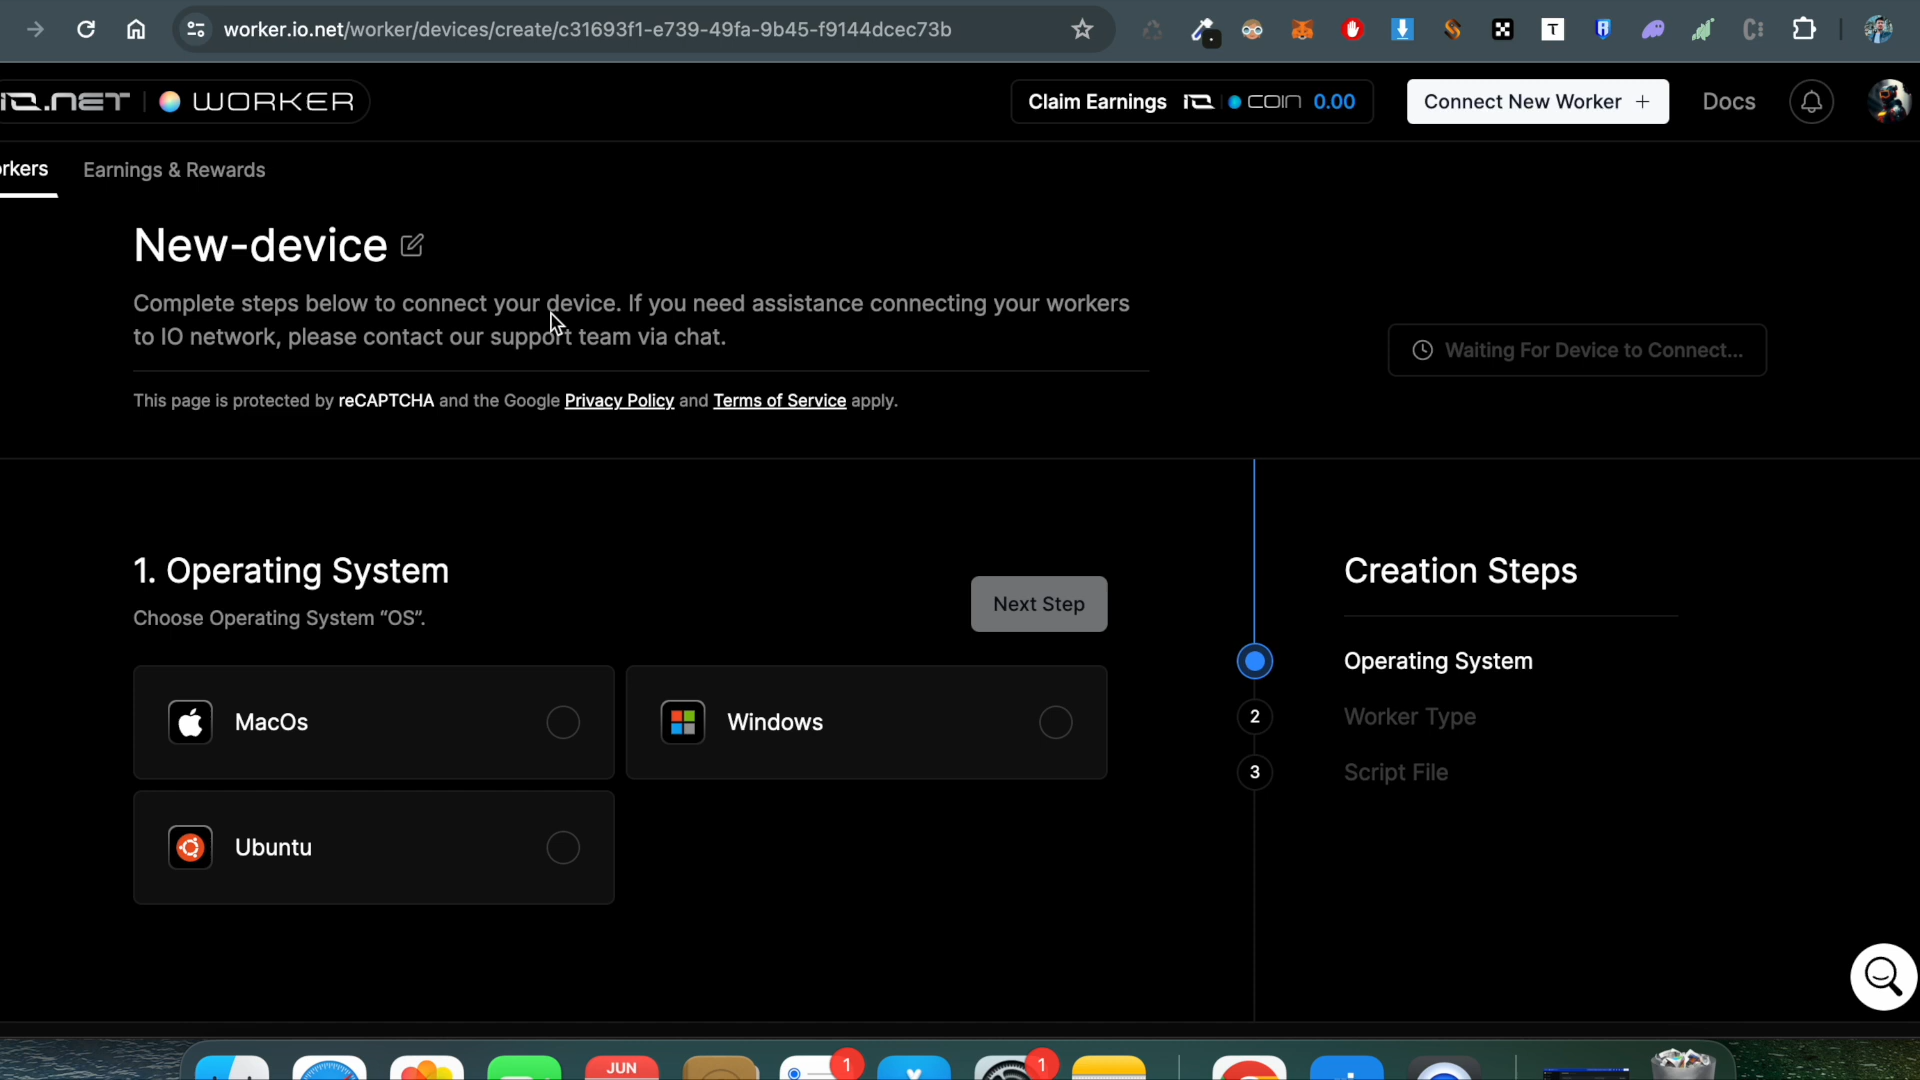 worker.io.net/worker/devices/create/c31693f1-e739-49fa-9b45-f9144dcec73b
IO.NET WORKER
Claim Earnings IO COIN 0.00
Connect New Worker +
Docs
orkers
Earnings & Rewards
New-device
Complete steps below to connect your device. If you need assistance connecting your workers
to IO network, please contact our support team via chat.
Waiting For Device to Connect...
This page is protected by reCAPTCHA and the Google Privacy Policy and Terms of Service apply.
1. Operating System
Choose Operating System “OS”.
Next Step
MacOs
Windows
Ubuntu
Creation Steps
Operating System
2 Worker Type
3 Script File
JUN
1
1